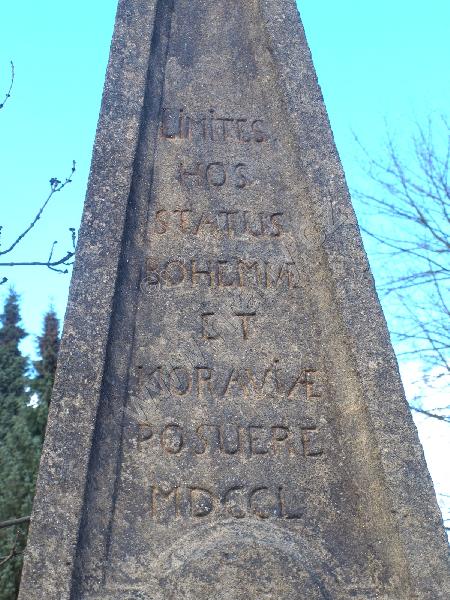 LIMITES
HOS
STATUS
BOHEMIÆ
ET
MORAVIÆ
POSUERE
MDCCL